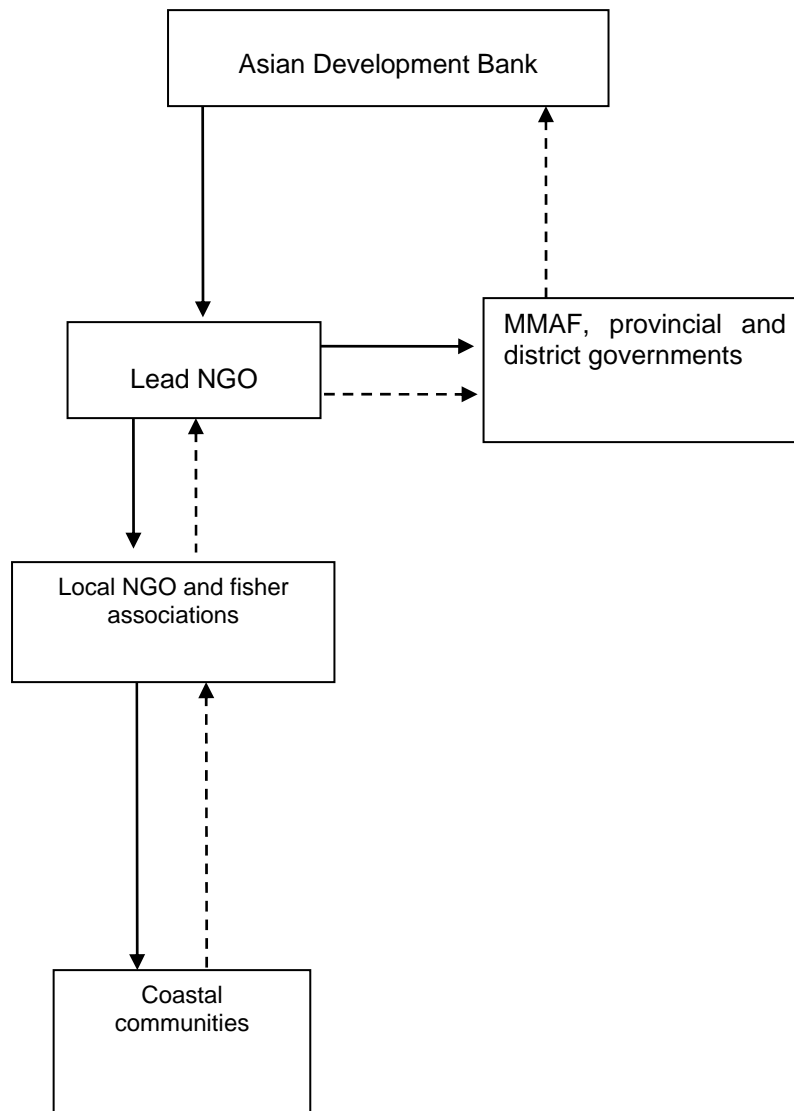 Asian Development Bank
MMAF, provincial and
district governments
Lead NGO
Local NGO and fisher
associations
Coastal
communities